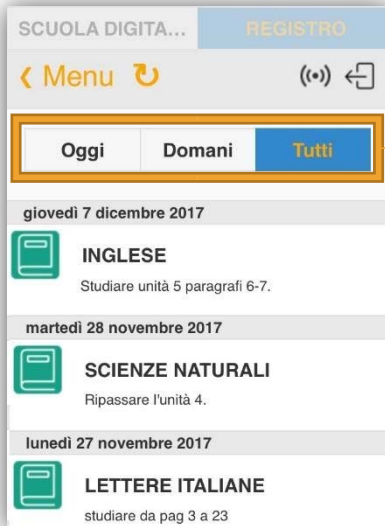 SCUOLA DIGITA... REGISTRO
Menu
Oggi Domani Tutti
giovedì 7 dicembre 2017
INGLESE
Studiare unità 5 paragrafi 6-7.
martedì 28 novembre 2017
SCIENZE NATURALI
Ripassare l'unità 4.
lunedì 27 novembre 2017
LETTERE ITALIANE
studiare da pag 3 a 23